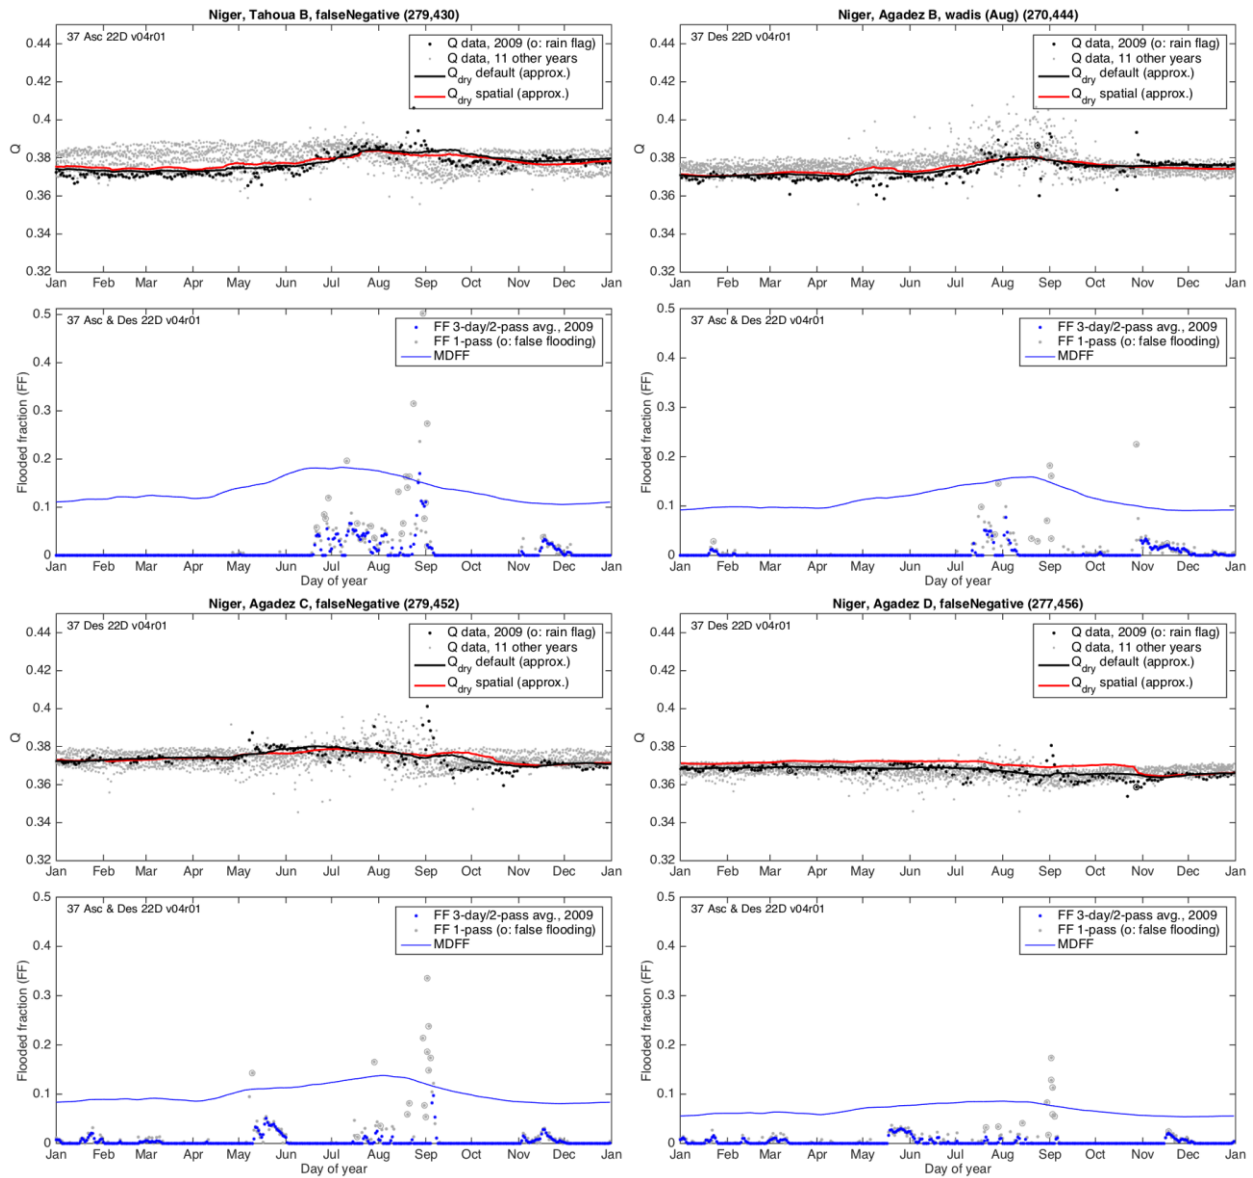 Niger, Tahoua B, falseNegative (279,430)
37 Asc 22D v04r01
Q data, 2009 (o: rain flag)
Q data, 11 other years
Qdry default (approx.)
Qdry spatial (approx.)
Q
0.44
0.42
0.4
0.38
0.36
0.34
0.32
Jan Feb Mar Apr May Jun Jul Aug Sep Oct Nov Dec Jan
Niger, Agadez B, wadis (Aug) (270,444)
37 Des 22D v04r01
Q data, 2009 (o: rain flag)
Q data, 11 other years
Qdry default (approx.)
Qdry spatial (approx.)
Q
0.44
0.42
0.4
0.38
0.36
0.34
0.32
Jan Feb Mar Apr May Jun Jul Aug Sep Oct Nov Dec Jan
37 Asc & Des 22D v04r01
FF 3-day/2-pass avg., 2009
FF 1-pass (o: false flooding)
MDFF
Flooded fraction (FF)
0.5
0.4
0.3
0.2
0.1
0
Jan Feb Mar Apr May Jun Jul Aug Sep Oct Nov Dec Jan
Day of year
37 Asc & Des 22D v04r01
FF 3-day/2-pass avg., 2009
FF 1-pass (o: false flooding)
MDFF
Flooded fraction (FF)
0.5
0.4
0.3
0.2
0.1
0
Jan Feb Mar Apr May Jun Jul Aug Sep Oct Nov Dec Jan
Day of year
Niger, Agadez C, falseNegative (279,452)
37 Des 22D v04r01
Q data, 2009 (o: rain flag)
Q data, 11 other years
Qdry default (approx.)
Qdry spatial (approx.)
Q
0.44
0.42
0.4
0.38
0.36
0.34
0.32
Jan Feb Mar Apr May Jun Jul Aug Sep Oct Nov Dec Jan
Niger, Agadez D, falseNegative (277,456)
37 Des 22D v04r01
Q data, 2009 (o: rain flag)
Q data, 11 other years
Qdry default (approx.)
Qdry spatial (approx.)
Q
0.44
0.42
0.4
0.38
0.36
0.34
0.32
Jan Feb Mar Apr May Jun Jul Aug Sep Oct Nov Dec Jan
37 Asc & Des 22D v04r01
FF 3-day/2-pass avg., 2009
FF 1-pass (o: false flooding)
MDFF
Flooded fraction (FF)
0.5
0.4
0.3
0.2
0.1
0
Jan Feb Mar Apr May Jun Jul Aug Sep Oct Nov Dec Jan
Day of year
37 Asc & Des 22D v04r01
FF 3-day/2-pass avg., 2009
FF 1-pass (o: false flooding)
MDFF
Flooded fraction (FF)
0.5
0.4
0.3
0.2
0.1
0
Jan Feb Mar Apr May Jun Jul Aug Sep Oct Nov Dec Jan
Day of year